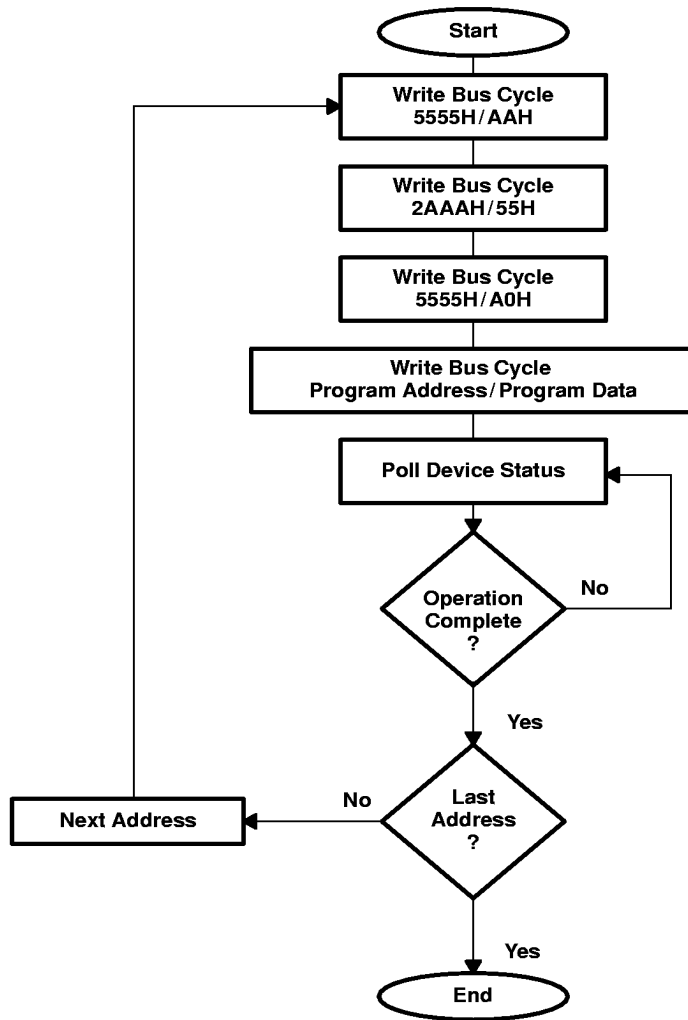 Start
Write Bus Cycle
5555H/AAH
Write Bus Cycle
2AAAH/55H
Write Bus Cycle
5555H/A0H
Write Bus Cycle
Program Address/Program Data
Poll Device Status
Operation
Complete
?
No
Yes
Last
Address
?
No
Next Address
Yes
End